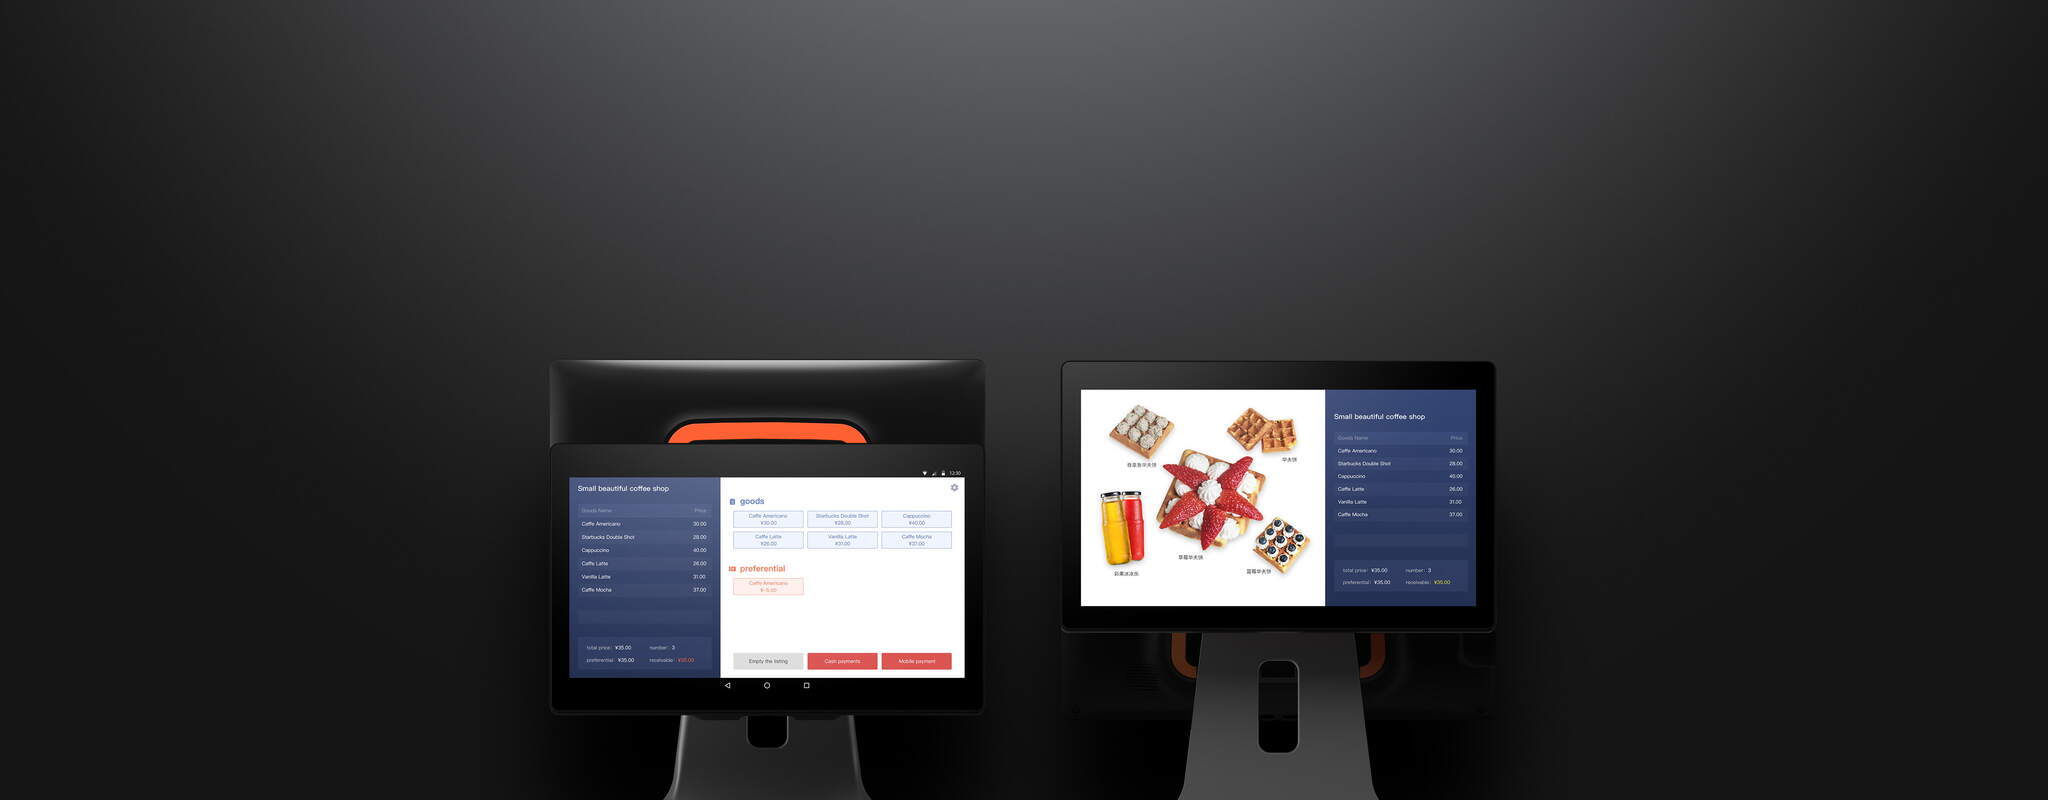 12:30
Small beautiful coffee shop
Goods Name Price
Caffe Americano 30.00
Starbucks Double Shot 28.00
Cappuccino 40.00
Caffe Latte 26.00
Vanilla Latte 31.00
Caffe Mocha 37.00
total price: ¥35.00 number: 3
preferential: ¥35.00 receivable: ¥35.00
goods
Caffe Americano
¥30.00
Starbucks Double Shot
¥28.00
Cappuccino
¥40.00
Caffe Latte
¥26.00
Vanilla Latte
¥31.00
Caffe Mocha
¥37.00
preferential
Caffe Americano
¥-5.00
Empty the listing
Cash payments
Mobile payment
华夫饼
草莓华夫饼
蓝莓华夫饼
Small beautiful coffee shop
Goods Name Price
Caffe Americano 30.00
Starbucks Double Shot 28.00
Cappuccino 40.00
Caffe Latte 26.00
Vanilla Latte 31.00
Caffe Mocha 37.00
total price: ¥35.00 number: 3
preferential: ¥35.00 receivable: ¥35.00